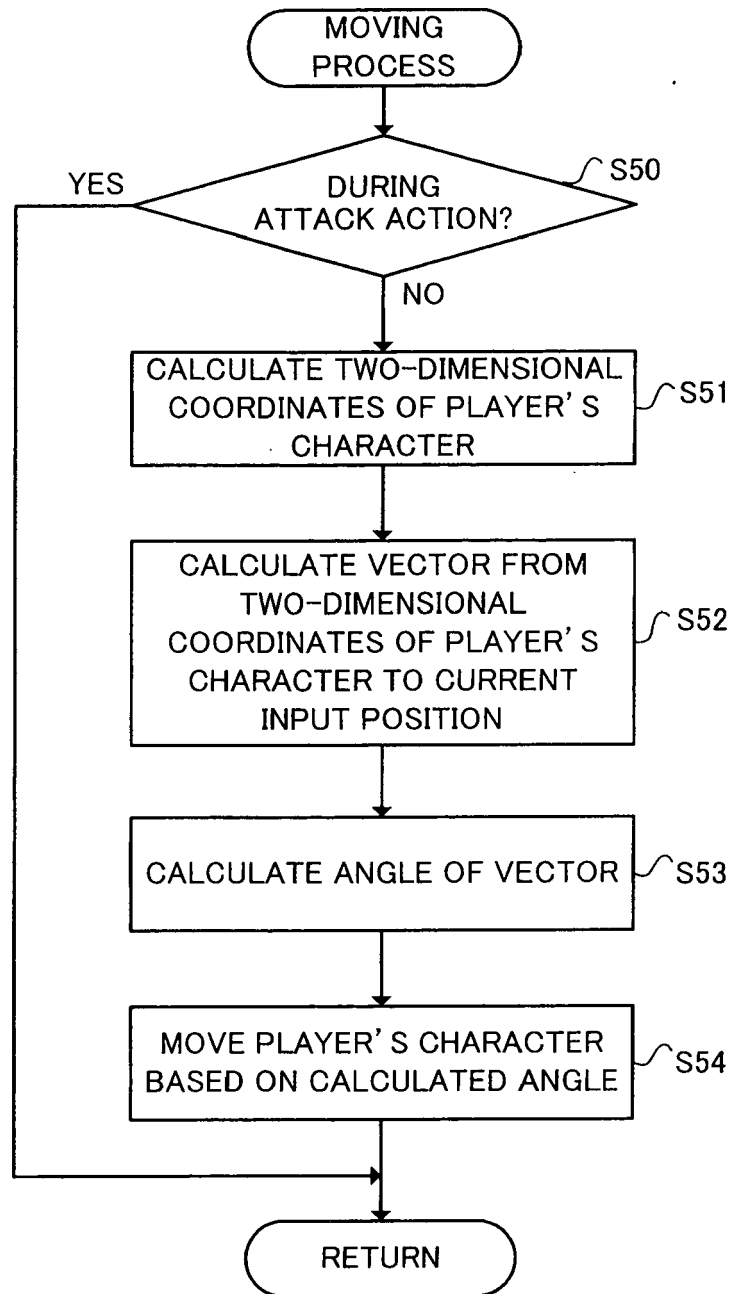 MOVING
PROCESS
S50
YES
DURING
ATTACK ACTION?
NO
CALCULATE TWO-DIMENSIONAL
COORDINATES OF PLAYER'S
CHARACTER
S51
CALCULATE VECTOR FROM
TWO-DIMENSIONAL
COORDINATES OF PLAYER'S
CHARACTER TO CURRENT
INPUT POSITION
S52
CALCULATE ANGLE OF VECTOR
S53
MOVE PLAYER'S CHARACTER
BASED ON CALCULATED ANGLE
S54
RETURN